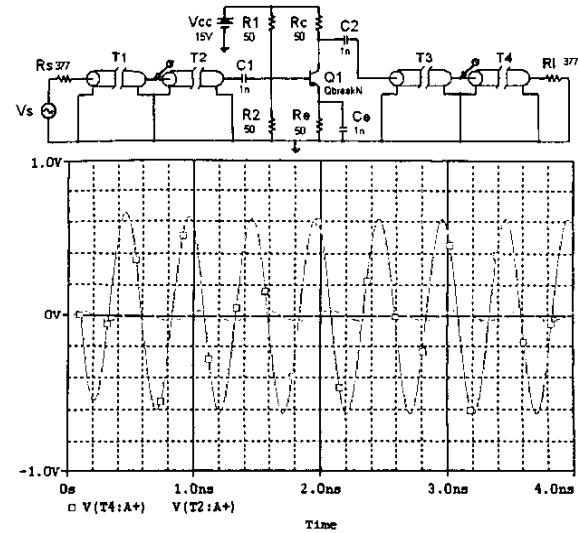 Vcc
15V
R1
50
Rc
50
C2
1n
Rs 377
T1
T2
C1
1n
Q1
QbreakN
T3
T4
Rl 377
Vs
R2
50
Re
50
Ce
1n
1.0V
0V
-1.0V
0s
1.0ns
2.0ns
3.0ns
4.0ns
V(T4:A+) V(T2:A+)
Time